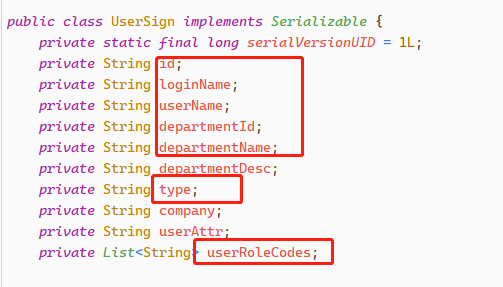 public class UserSign implements Serializable {
private static final long serialVersionUID = 1L;
private String id;
private String loginName;
private String userName;
private String departmentId;
private String departmentName;
private String departmentDesc;
private String type;
private String company;
private String userAttr;
private List<String> userRoleCodes;